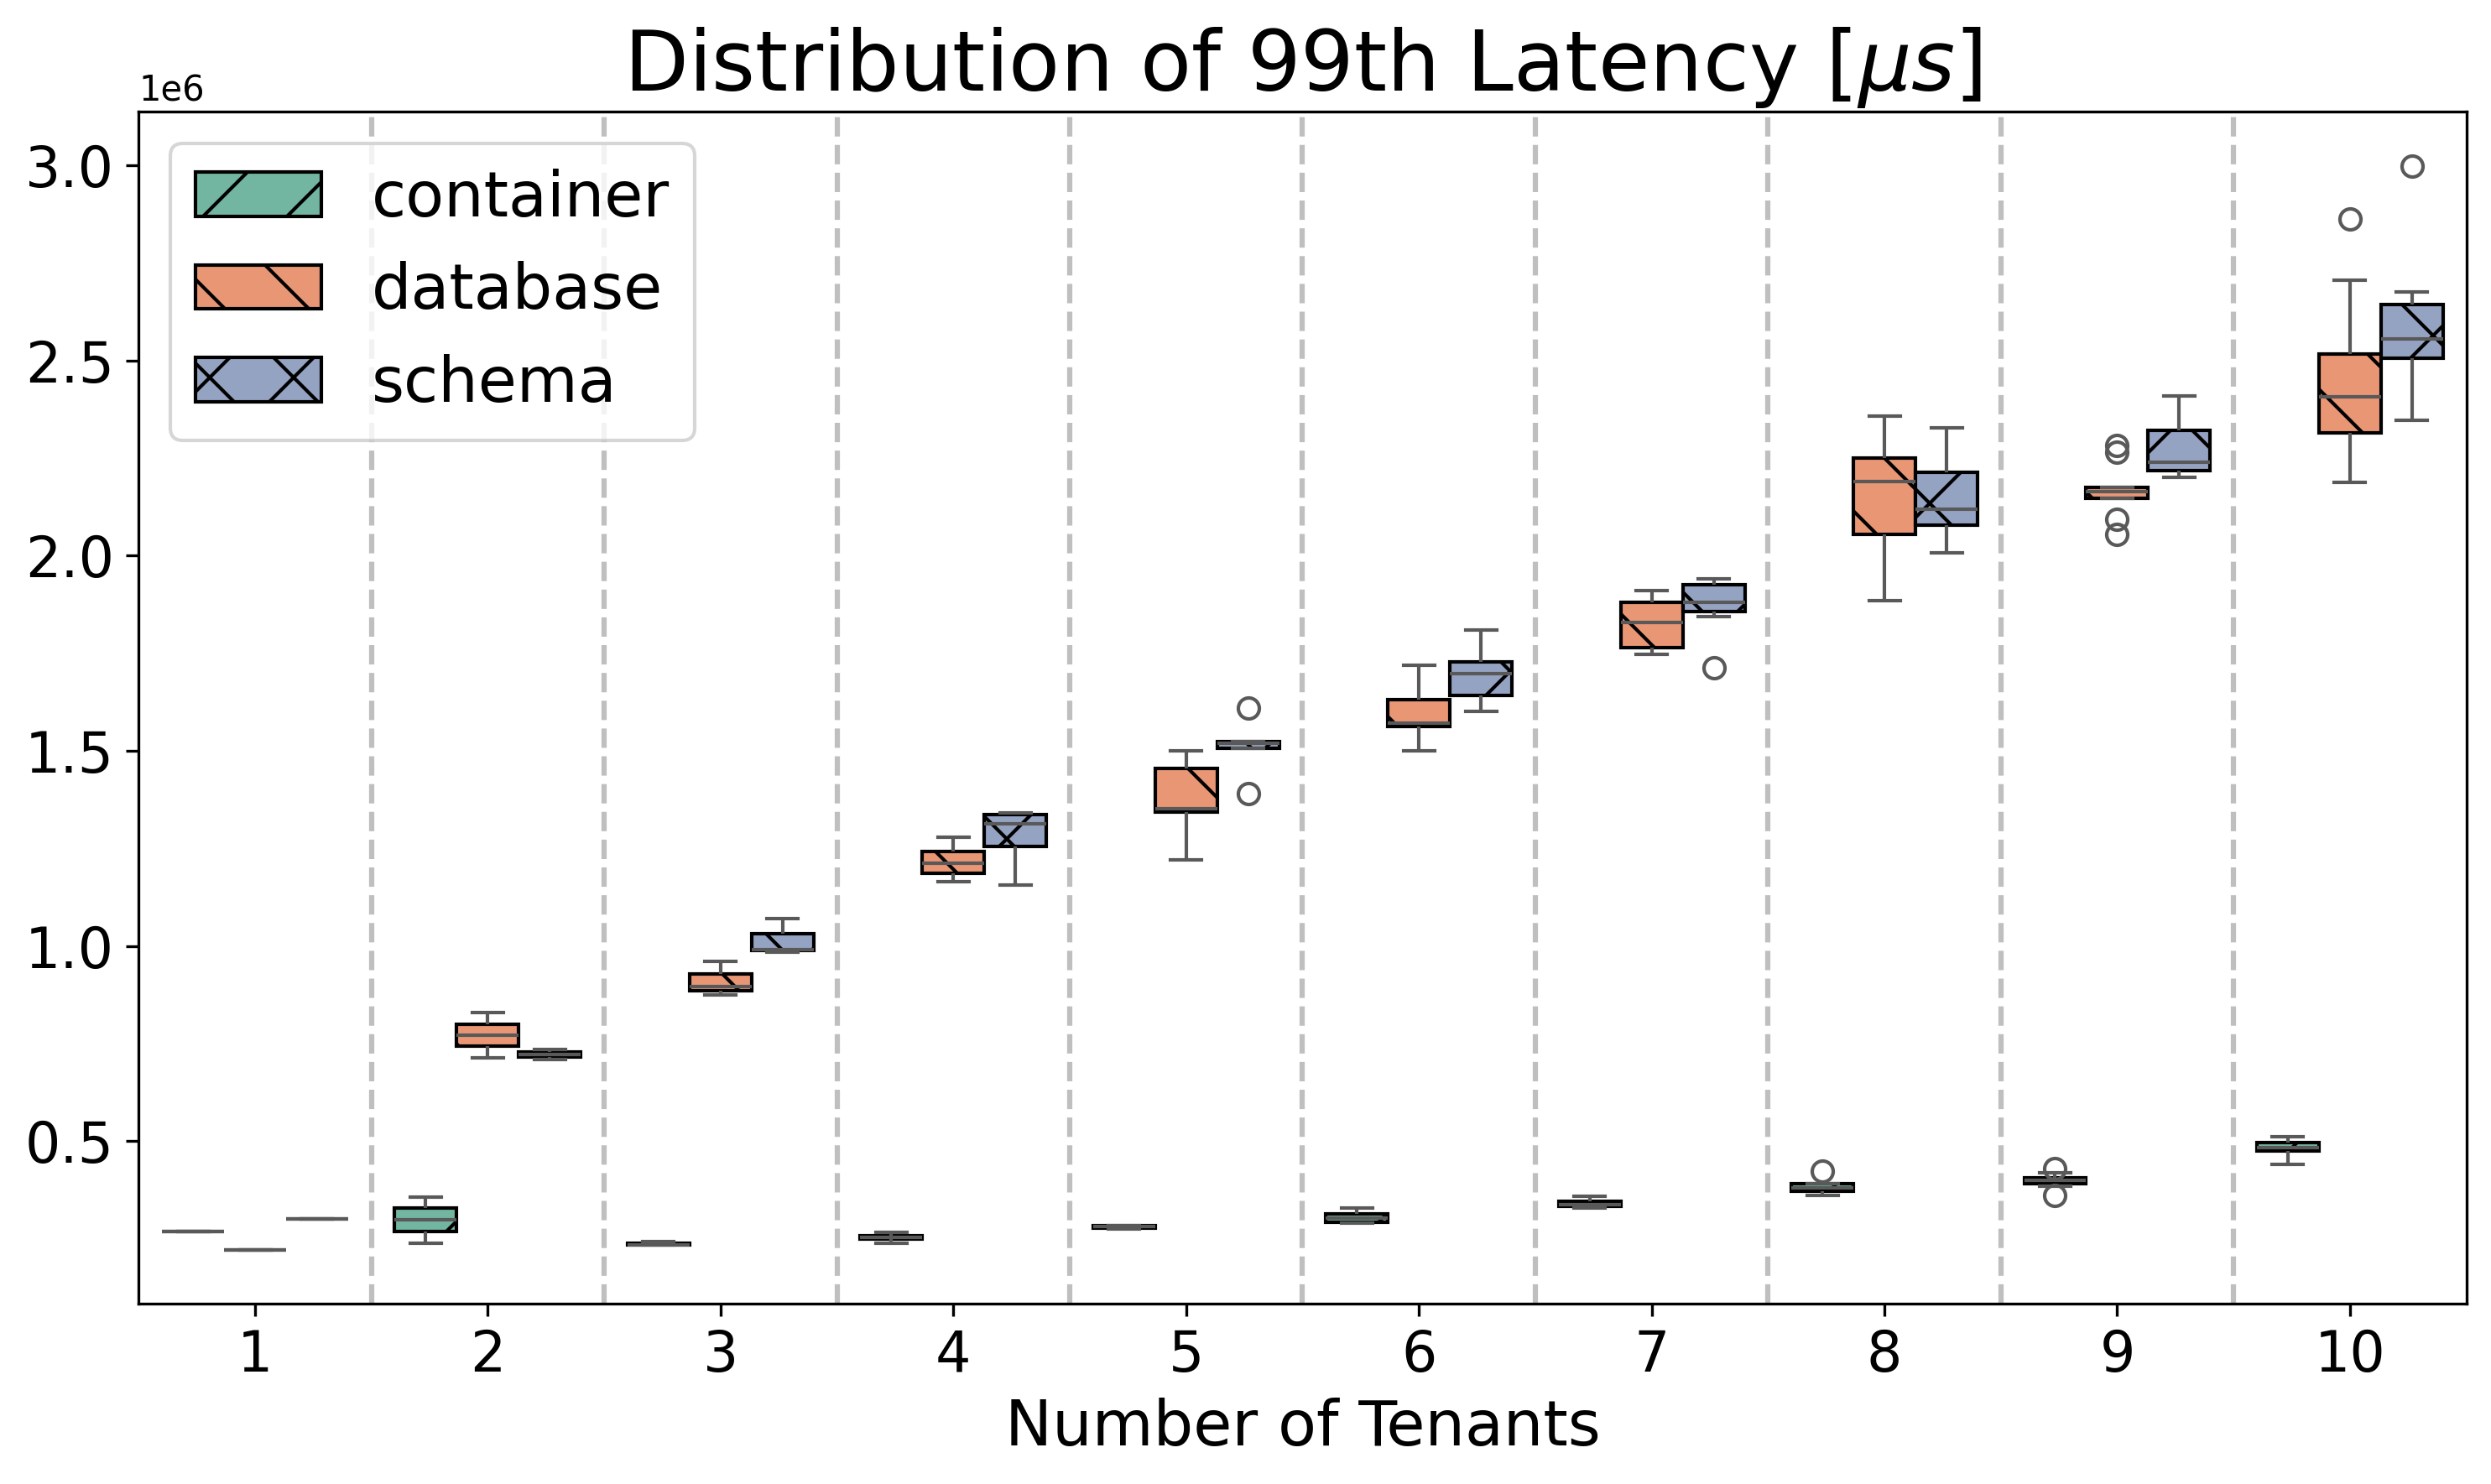 Distribution of 99th Latency [μs]
1e6
3.0
2.5
2.0
1.5
1.0
0.5
container
database
schema
1 2 3 4 5 6 7 8 9 10
Number of Tenants